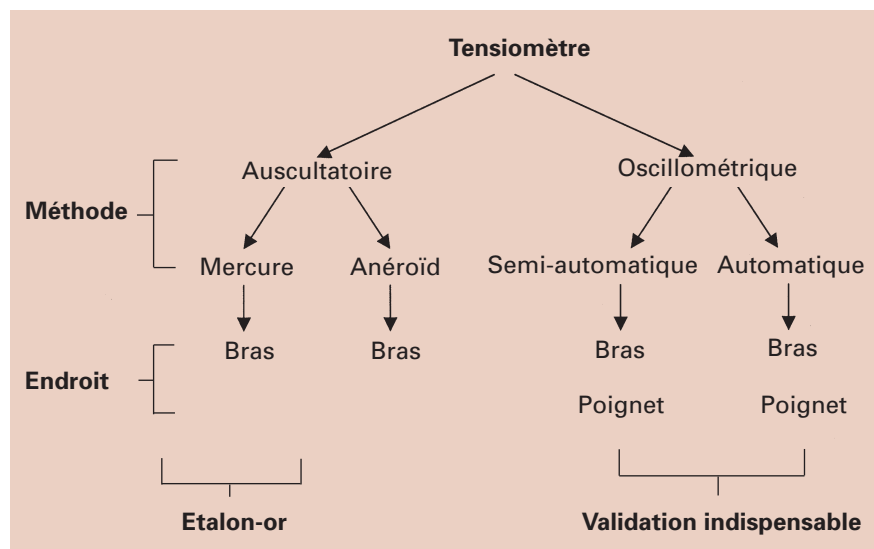 Tensiomètre
Auscultatoire
Oscillométrique
Méthode
Mercure
Anéroïd
Semi-automatique
Automatique
Bras
Bras
Bras
Bras
Endroit
Poignet
Poignet
Etalon-or
Validation indispensable